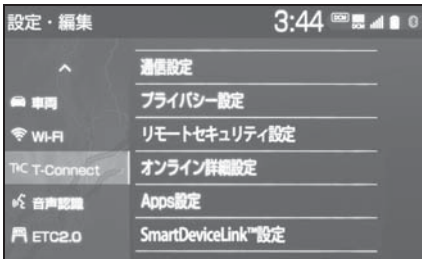 設定・編集 3:44
通信設定
車両 プライバシー設定
Wi-Fi リモートセキュリティ設定
T-Connect オンライン詳細設定
音声認識 Apps設定
ETC2.0 SmartDeviceLink™設定